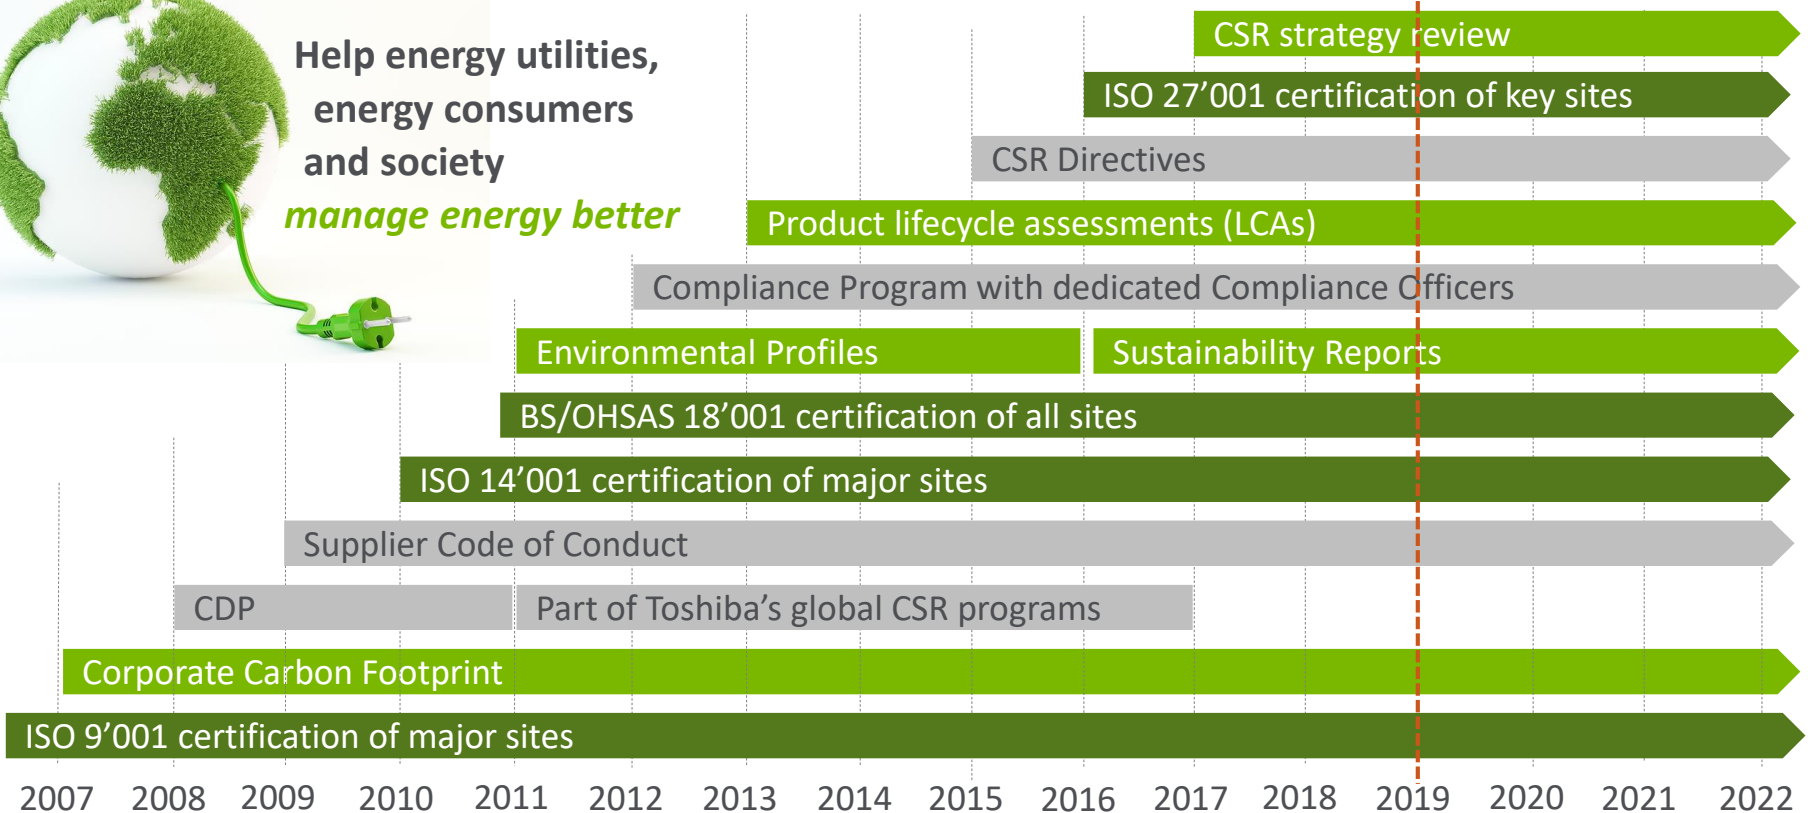 Help energy utilities,
energy consumers
and society
manage energy better
CSR strategy review
ISO 27’001 certification of key sites
CSR Directives
Product lifecycle assessments (LCAs)
Compliance Program with dedicated Compliance Officers
Environmental Profiles
Sustainability Reports
BS/OHSAS 18’001 certification of all sites
ISO 14’001 certification of major sites
Supplier Code of Conduct
CDP
Part of Toshiba’s global CSR programs
Corporate Carbon Footprint
ISO 9’001 certification of major sites
2007 2008 2009 2010 2011 2012 2013 2014 2015 2016 2017 2018 2019 2020 2021 2022